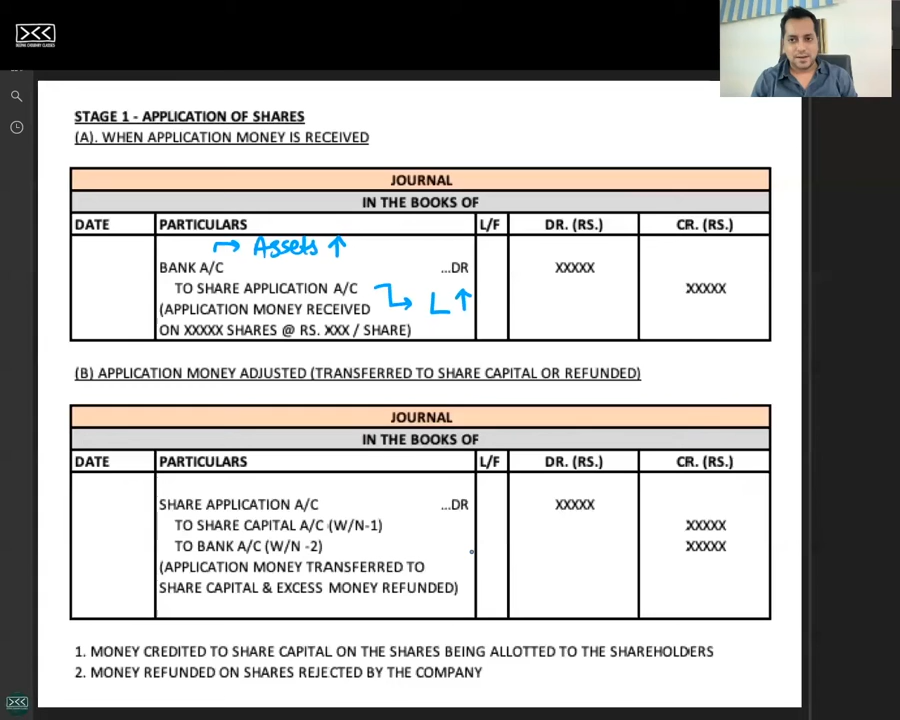 STAGE 1 - APPLICATION OF SHARES
(A). WHEN APPLICATION MONEY IS RECEIVED
JOURNAL
IN THE BOOKS OF
DATE PARTICULARS L/F DR. (RS.) CR. (RS.)
→ Assets ↑
BANK A/C ...DR XXXXX
TO SHARE APPLICATION A/C XXXXX
→ L ↑
(APPLICATION MONEY RECEIVED
ON XXXXX SHARES @ RS. XXX / SHARE)
(B) APPLICATION MONEY ADJUSTED (TRANSFERRED TO SHARE CAPITAL OR REFUNDED)
JOURNAL
IN THE BOOKS OF
DATE PARTICULARS L/F DR. (RS.) CR. (RS.)
SHARE APPLICATION A/C ...DR XXXXX
TO SHARE CAPITAL A/C (W/N-1) XXXXX
TO BANK A/C (W/N -2) XXXXX
(APPLICATION MONEY TRANSFERRED TO
SHARE CAPITAL & EXCESS MONEY REFUNDED)
1. MONEY CREDITED TO SHARE CAPITAL ON THE SHARES BEING ALLOTTED TO THE SHAREHOLDERS
2. MONEY REFUNDED ON SHARES REJECTED BY THE COMPANY